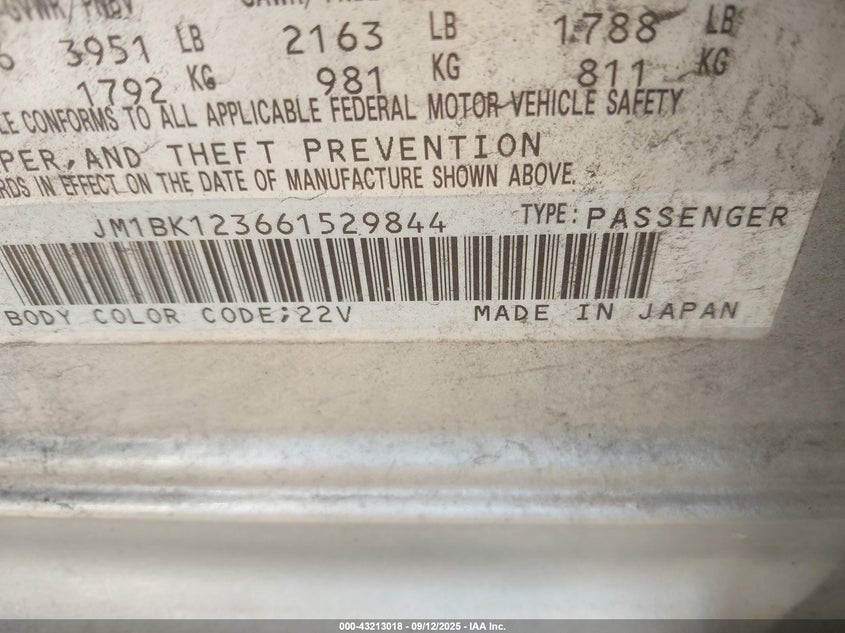 GVWR/PNBV
3951 LB 2163 LB 1788 LB
1792 KG 981 KG 811 KG
CONFORMS TO ALL APPLICABLE FEDERAL MOTOR VEHICLE SAFETY
PER, AND THEFT PREVENTION
RDS IN EFFECT ON THE DATE OF MANUFACTURE SHOWN ABOVE.
JM1BK123661529844 TYPE: PASSENGER
BODY COLOR CODE;22V MADE IN JAPAN
000-43213018 - 09/12/2025 - IAA Inc.